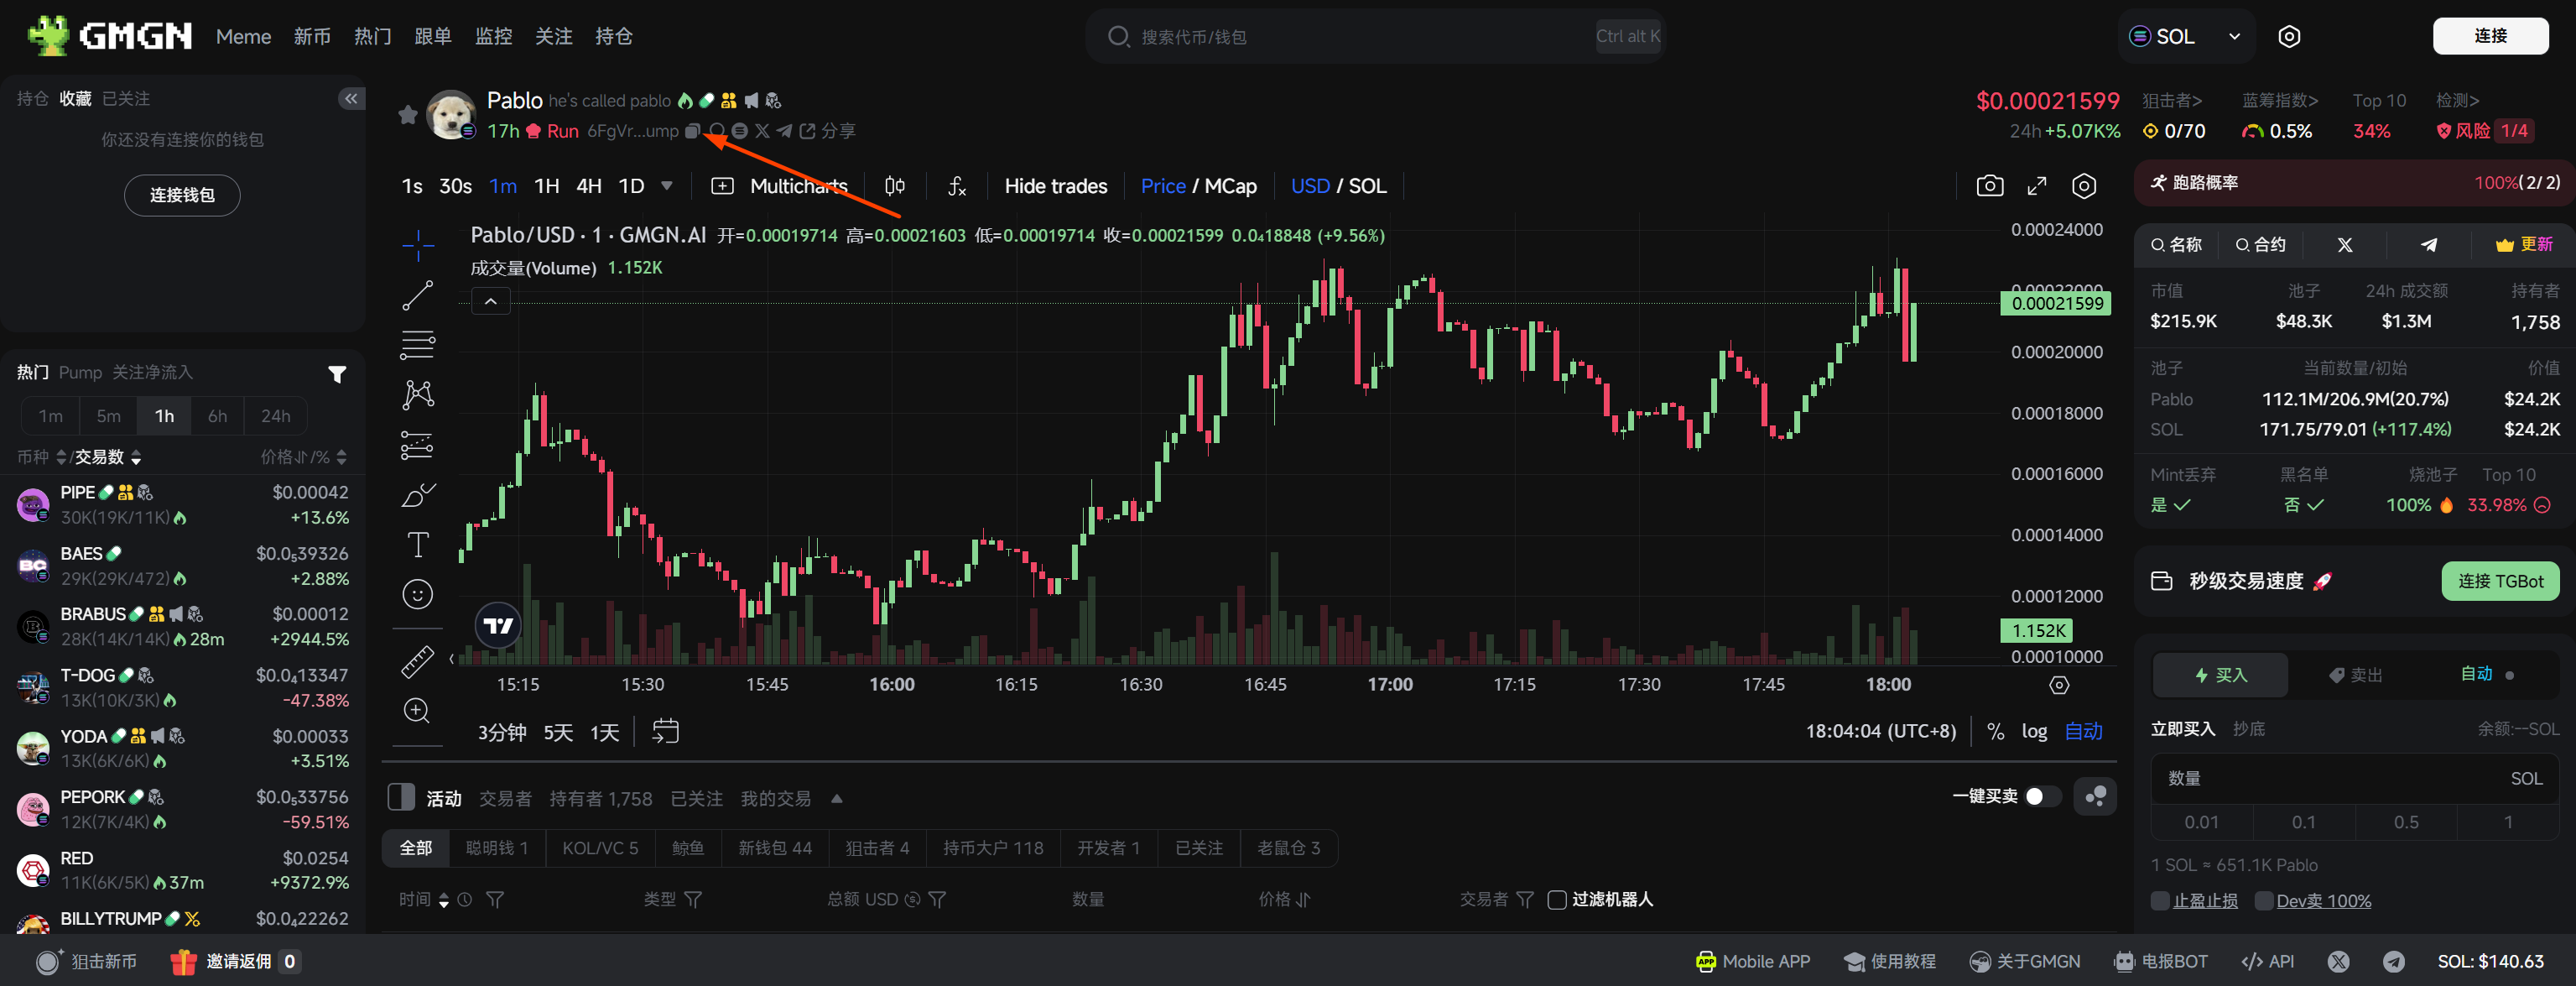 GMGN Meme 新币 热门 跟单 监控 关注 持仓 搜索代币/钱包 Ctrl alt K SOL 连接
持仓 收藏 已关注
你还没有连接你的钱包
连接钱包
热门 Pump 关注净流入
1m 5m 1h 6h 24h
币种 /交易数 价格 /%
PIPE $0.00042
30K(19K/11K) +13.6%
BAES $0.0₅39326
29K(29K/472) +2.88%
BRABUS $0.00012
28K(14K/14K) 28m +2944.5%
T-DOG $0.0₄13347
13K(10K/3K) -47.38%
YODA $0.00033
13K(6K/6K) +3.51%
PEPORK $0.0₅33756
12K(7K/4K) -59.51%
RED $0.0254
11K(6K/5K) 37m +9372.9%
BILLYTRUMP $0.0₄22262
Pablo he's called pablo
17h Run 6FgVr...ump 分享
$0.00021599
24h +5.07K%
狙击者> 蓝筹指数> Top 10 检测>
0/70 0.5% 34% 风险 1/4
1s 30s 1m 1H 4H 1D Multicharts Hide trades Price / MCap USD / SOL
Pablo/USD · 1 · GMGN.AI 开=0.00019714 高=0.00021603 低=0.00019714 收=0.00021599 0.0₄18848 (+9.56%)
成交量(Volume) 1.152K
0.00024000
0.00022000
0.00021599
0.00020000
0.00018000
0.00016000
0.00014000
0.00012000
1.152K
0.00010000
15:15 15:30 15:45 16:00 16:15 16:30 16:45 17:00 17:15 17:30 17:45 18:00
3分钟 5天 1天 18:04:04 (UTC+8) % log 自动
活动 交易者 持有者 1,758 已关注 我的交易 一键买卖
全部 聪明钱 1 KOL/VC 5 鲸鱼 新钱包 44 狙击者 4 持币大户 118 开发者 1 已关注 老鼠仓 3
时间 类型 总额 USD 数量 价格 交易者 过滤机器人
跑路概率 100%(2/2)
名称 合约 更新
市值 池子 24h 成交额 持有者
$215.9K $48.3K $1.3M 1,758
池子 当前数量/初始 价值
Pablo 112.1M/206.9M(20.7%) $24.2K
SOL 171.75/79.01 (+117.4%) $24.2K
Mint丢弃 黑名单 烧池子 Top 10
是 否 100% 33.98%
秒级交易速度 连接 TGBot
买入 卖出 自动
立即买入 抄底 余额:--SOL
数量 SOL
0.01 0.1 0.5 1
1 SOL ≈ 651.1K Pablo
止盈止损 Dev卖 100%
狙击新币 邀请返佣 0 APP Mobile APP 使用教程 关于GMGN 电报BOT API SOL: $140.63